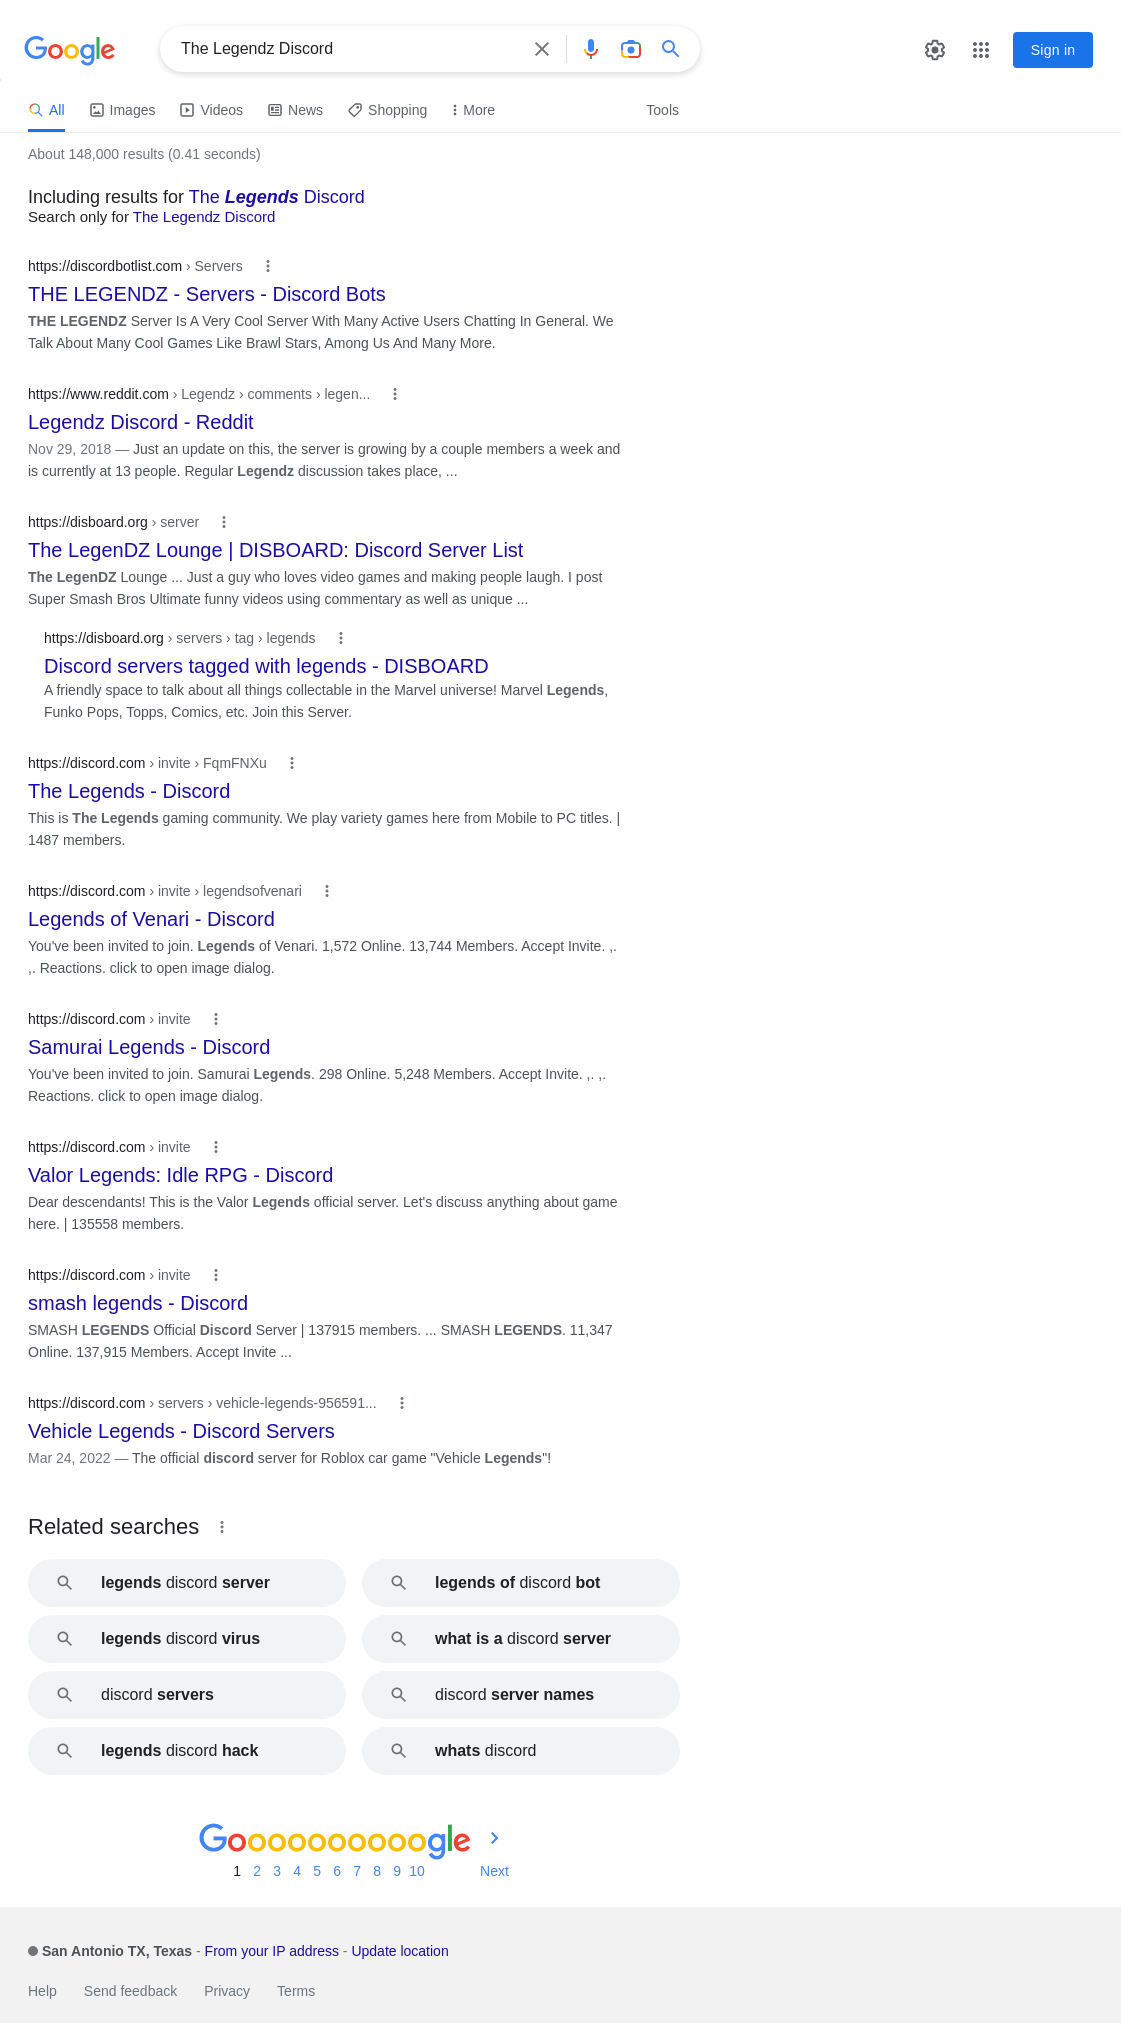 Google
The Legendz Discord
Sign in
All
Images
Videos
News
Shopping
More
Tools
About 148,000 results (0.41 seconds)
Including results for The Legends Discord
Search only for The Legendz Discord
https://discordbotlist.com › Servers
THE LEGENDZ - Servers - Discord Bots
THE LEGENDZ Server Is A Very Cool Server With Many Active Users Chatting In General. We
Talk About Many Cool Games Like Brawl Stars, Among Us And Many More.
https://www.reddit.com › Legendz › comments › legen...
Legendz Discord - Reddit
Nov 29, 2018 — Just an update on this, the server is growing by a couple members a week and
is currently at 13 people. Regular Legendz discussion takes place, ...
https://disboard.org › server
The LegenDZ Lounge | DISBOARD: Discord Server List
The LegenDZ Lounge ... Just a guy who loves video games and making people laugh. I post
Super Smash Bros Ultimate funny videos using commentary as well as unique ...
https://disboard.org › servers › tag › legends
Discord servers tagged with legends - DISBOARD
A friendly space to talk about all things collectable in the Marvel universe! Marvel Legends,
Funko Pops, Topps, Comics, etc. Join this Server.
https://discord.com › invite › FqmFNXu
The Legends - Discord
This is The Legends gaming community. We play variety games here from Mobile to PC titles. |
1487 members.
https://discord.com › invite › legendsofvenari
Legends of Venari - Discord
You've been invited to join. Legends of Venari. 1,572 Online. 13,744 Members. Accept Invite. ,.
,. Reactions. click to open image dialog.
https://discord.com › invite
Samurai Legends - Discord
You've been invited to join. Samurai Legends. 298 Online. 5,248 Members. Accept Invite. ,. ,.
Reactions. click to open image dialog.
https://discord.com › invite
Valor Legends: Idle RPG - Discord
Dear descendants! This is the Valor Legends official server. Let's discuss anything about game
here. | 135558 members.
https://discord.com › invite
smash legends - Discord
SMASH LEGENDS Official Discord Server | 137915 members. ... SMASH LEGENDS. 11,347
Online. 137,915 Members. Accept Invite ...
https://discord.com › servers › vehicle-legends-956591...
Vehicle Legends - Discord Servers
Mar 24, 2022 — The official discord server for Roblox car game "Vehicle Legends"!
Related searches
legends discord server
legends of discord bot
legends discord virus
what is a discord server
discord servers
discord server names
legends discord hack
whats discord
Goooooooooogle
1 2 3 4 5 6 7 8 9 10 Next
San Antonio TX, Texas - From your IP address - Update location
Help Send feedback Privacy Terms